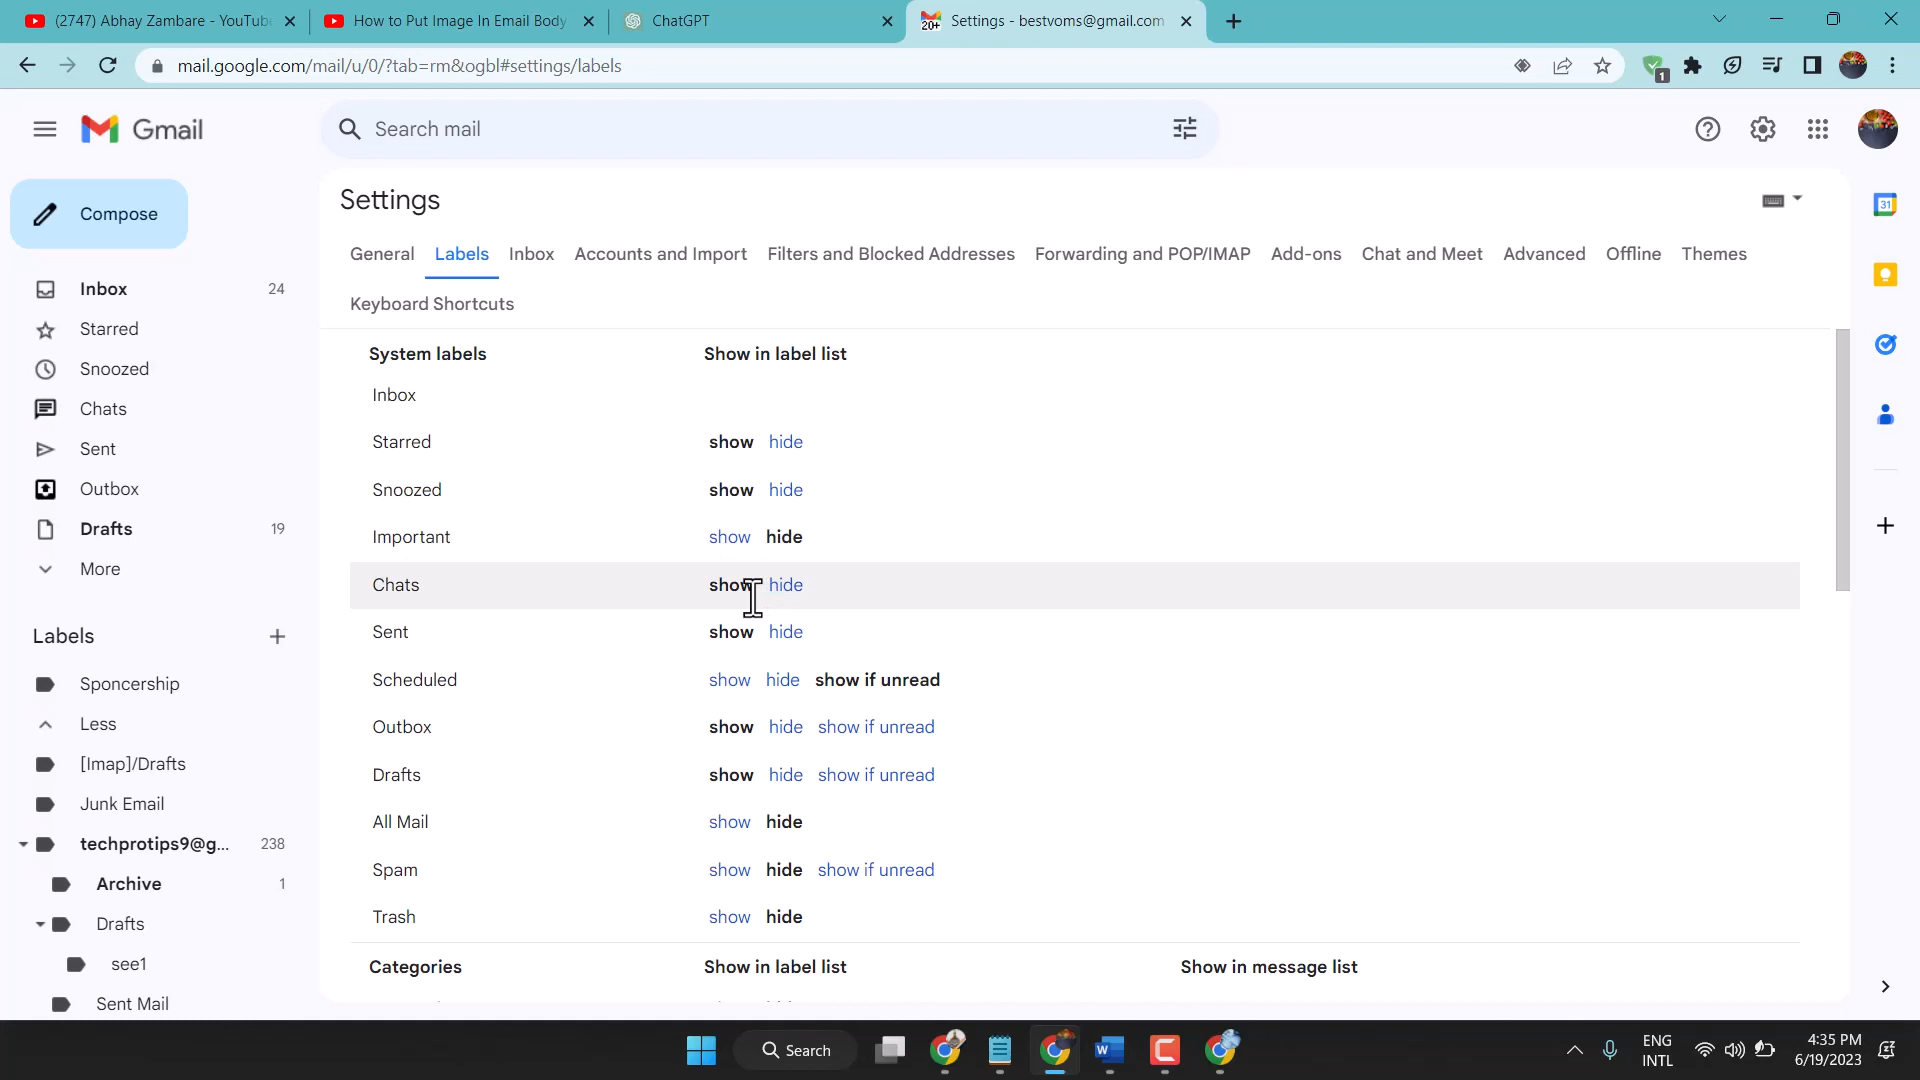 (2747) Abhay Zambare - YouTube
How to Put Image In Email Body
ChatGPT
20+
Settings - bestvoms@gmail.com
mail.google.com/mail/u/0/?tab=rm&ogbl#settings/labels
1
Gmail
Search mail
Compose
Inbox 24
Starred
Snoozed
Chats
Sent
Outbox
Drafts 19
More
Labels
Sponcership
Less
[Imap]/Drafts
Junk Email
techprotips9@g... 238
Archive 1
Drafts
see1
Sent Mail
Settings
General Labels Inbox Accounts and Import Filters and Blocked Addresses Forwarding and POP/IMAP Add-ons Chat and Meet Advanced Offline Themes
Keyboard Shortcuts
System labels Show in label list
Inbox
Starred show hide
Snoozed show hide
Important show hide
Chats show hide
Sent show hide
Scheduled show hide show if unread
Outbox show hide show if unread
Drafts show hide show if unread
All Mail show hide
Spam show hide show if unread
Trash show hide
Categories Show in label list Show in message list
31
Search
W
C
ENG
INTL
4:35 PM
6/19/2023